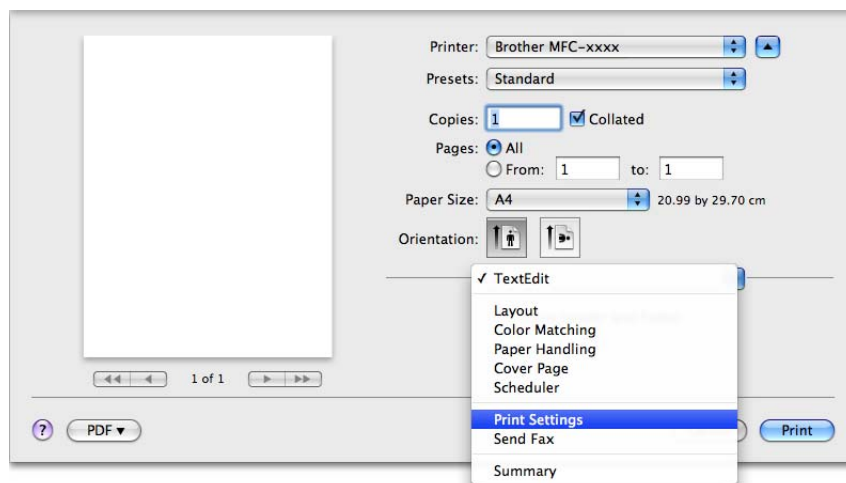 Printer: Brother MFC-xxxx
Presets: Standard
Copies: 1 Collated
Pages: All
From: 1 to: 1
Paper Size: A4 20.99 by 29.70 cm
Orientation:
✓ TextEdit
Layout
Color Matching
Paper Handling
Cover Page
Scheduler
Print Settings
Send Fax
Summary
1 of 1
? PDF ▼ Print